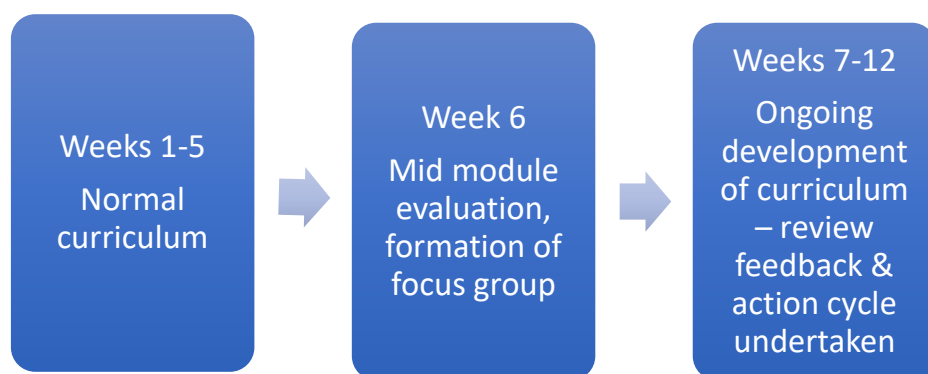 Weeks 1-5
Normal
curriculum
Week 6
Mid module
evaluation,
formation of
focus group
Weeks 7-12
Ongoing
development
of curriculum
– review
feedback &
action cycle
undertaken